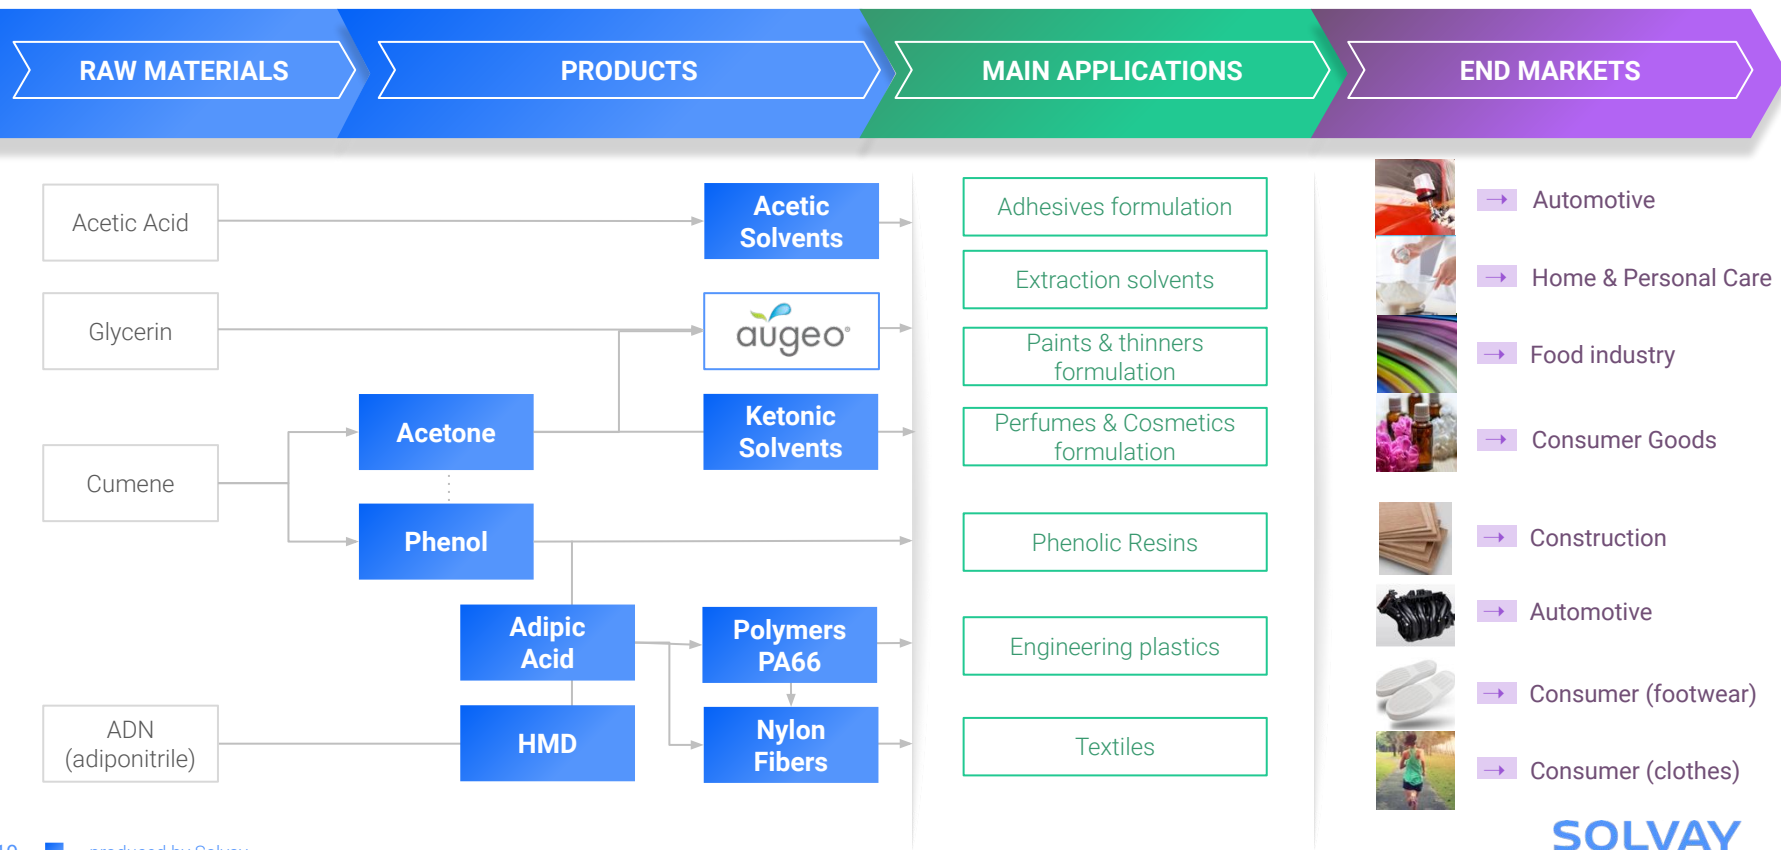 RAW MATERIALS
PRODUCTS
MAIN APPLICATIONS
END MARKETS
Acetic Acid
Glycerin
Cumene
ADN
(adiponitrile)
Acetone
Phenol
Adipic
Acid
HMD
Acetic
Solvents
augeo®
Ketonic
Solvents
Polymers
PA66
Nylon
Fibers
Adhesives formulation
Extraction solvents
Paints & thinners
formulation
Perfumes & Cosmetics
formulation
Phenolic Resins
Engineering plastics
Textiles
Automotive
Home & Personal Care
Food industry
Consumer Goods
Construction
Automotive
Consumer (footwear)
Consumer (clothes)
produced by Solvay
SOLVAY